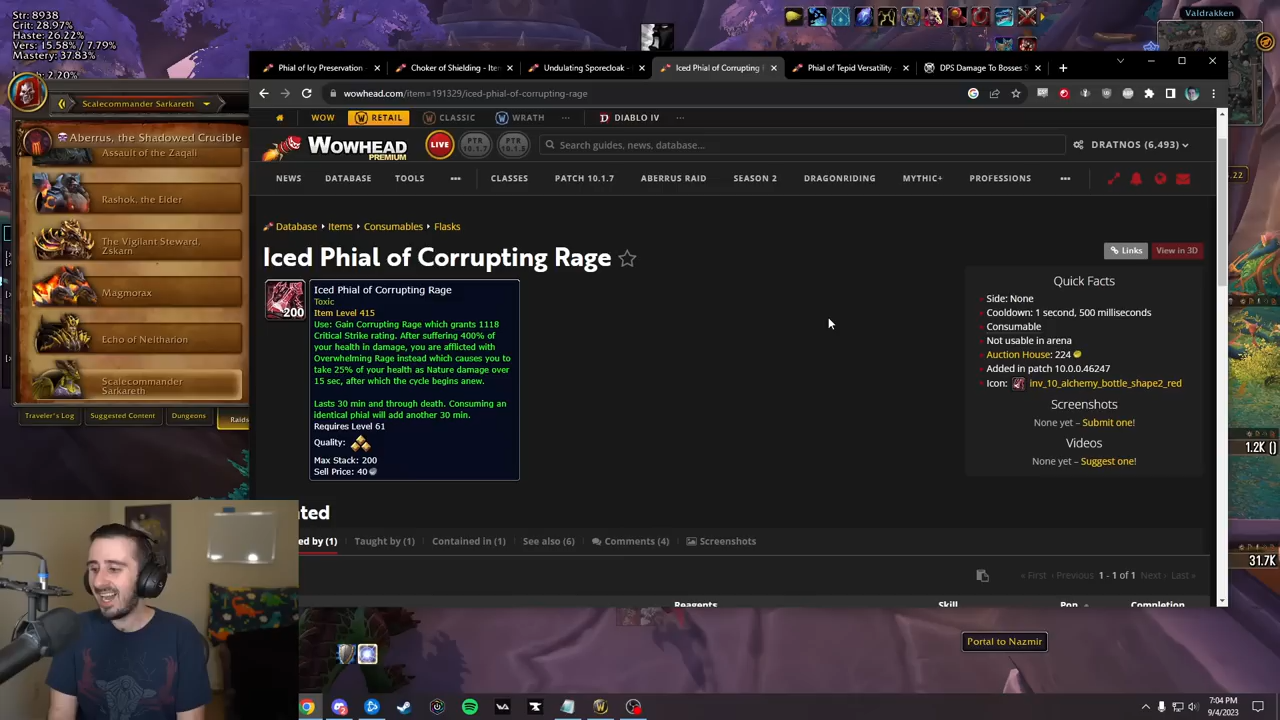 Str: 8938
Crit: 28.97%
Haste: 26.22%
Vers: 15.58% / 7.79%
Mastery: 37.83%
2.20%
Valdrakken
Scalecommander Sarkareth
Aberrus, the Shadowed Crucible
Assault of the Zaqali
Rashok, the Elder
The Vigilant Steward,
Zskarn
Magmorax
Echo of Neltharion
Scalecommander
Sarkareth
Traveler's Log
Suggested Content
Dungeons
Raids
Phial of Icy Preservation -
Choker of Shielding - Ite
Undulating Sporecloak -
Iced Phial of Corrupting
Phial of Tepid Versatility
DPS Damage To Bosses S
wowhead.com/item=191329/iced-phial-of-corrupting-rage
WOW
RETAIL
CLASSIC
WRATH
DIABLO IV
Wowhead
PREMIUM
LIVE
PTR
10.1.7
PTR
Search guides, news, database...
DRATNOS (6,493)
NEWS
DATABASE
TOOLS
CLASSES
PATCH 10.1.7
ABERRUS RAID
SEASON 2
DRAGONRIDING
MYTHIC+
PROFESSIONS
Database
Items
Consumables
Flasks
Iced Phial of Corrupting Rage
Links
View in 3D
200
Iced Phial of Corrupting Rage
Toxic
Item Level 415
Use: Gain Corrupting Rage which grants 1118
Critical Strike rating. After suffering 400% of
your health in damage, you are afflicted with
Overwhelming Rage instead which causes you to
take 25% of your health as Nature damage over
15 sec, after which the cycle begins anew.
Lasts 30 min and through death. Consuming an
identical phial will add another 30 min.
Requires Level 61
Quality:
Max Stack: 200
Sell Price: 40
Quick Facts
Side: None
Cooldown: 1 second, 500 milliseconds
Consumable
Not usable in arena
Auction House: 224
Added in patch 10.0.0.46247
Icon: inv_10_alchemy_bottle_shape2_red
Screenshots
None yet – Submit one!
Videos
None yet – Suggest one!
ted
ed by (1)
Taught by (1)
Contained in (1)
See also (6)
Comments (4)
Screenshots
« First ‹ Previous 1 - 1 of 1 Next › Last »
Reagents
Skill
Pop
Completion
1.2K ()
31.7K
Portal to Nazmir
7:04 PM
9/4/2023